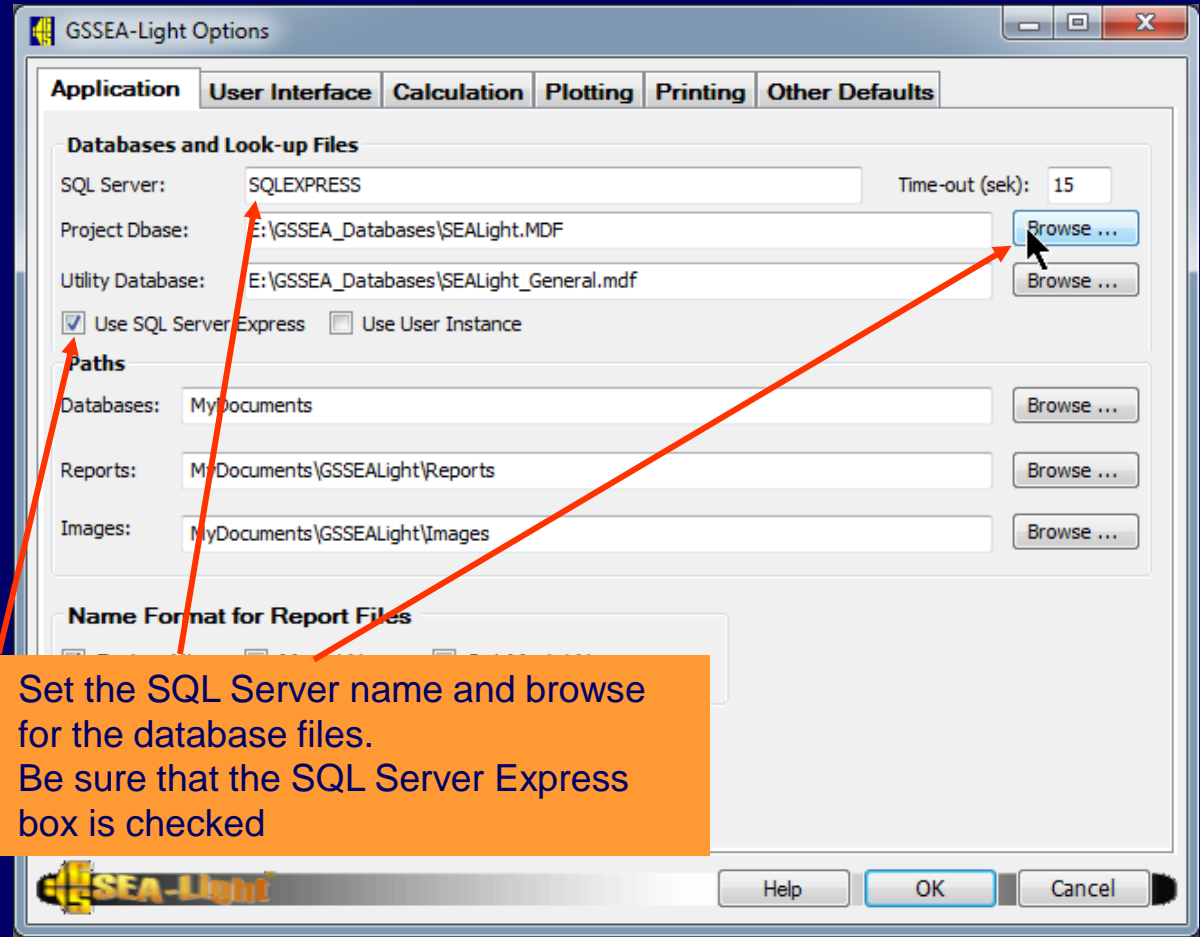 GSSEA-Light Options
Application User Interface Calculation Plotting Printing Other Defaults
Databases and Look-up Files
SQL Server: SQLEXPRESS Time-out (sek): 15
Project Dbase: E:\GSSEA_Databases\SEALight.MDF Browse ...
Utility Database: E:\GSSEA_Databases\SEALight_General.mdf Browse ...
Use SQL Server Express Use User Instance
Paths
Databases: MyDocuments Browse ...
Reports: MyDocuments\GSSEALight\Reports Browse ...
Images: MyDocuments\GSSEALight\Images Browse ...
Name Format for Report Files
Set the SQL Server name and browse
for the database files.
Be sure that the SQL Server Express
box is checked
SEA-Light
Help OK Cancel